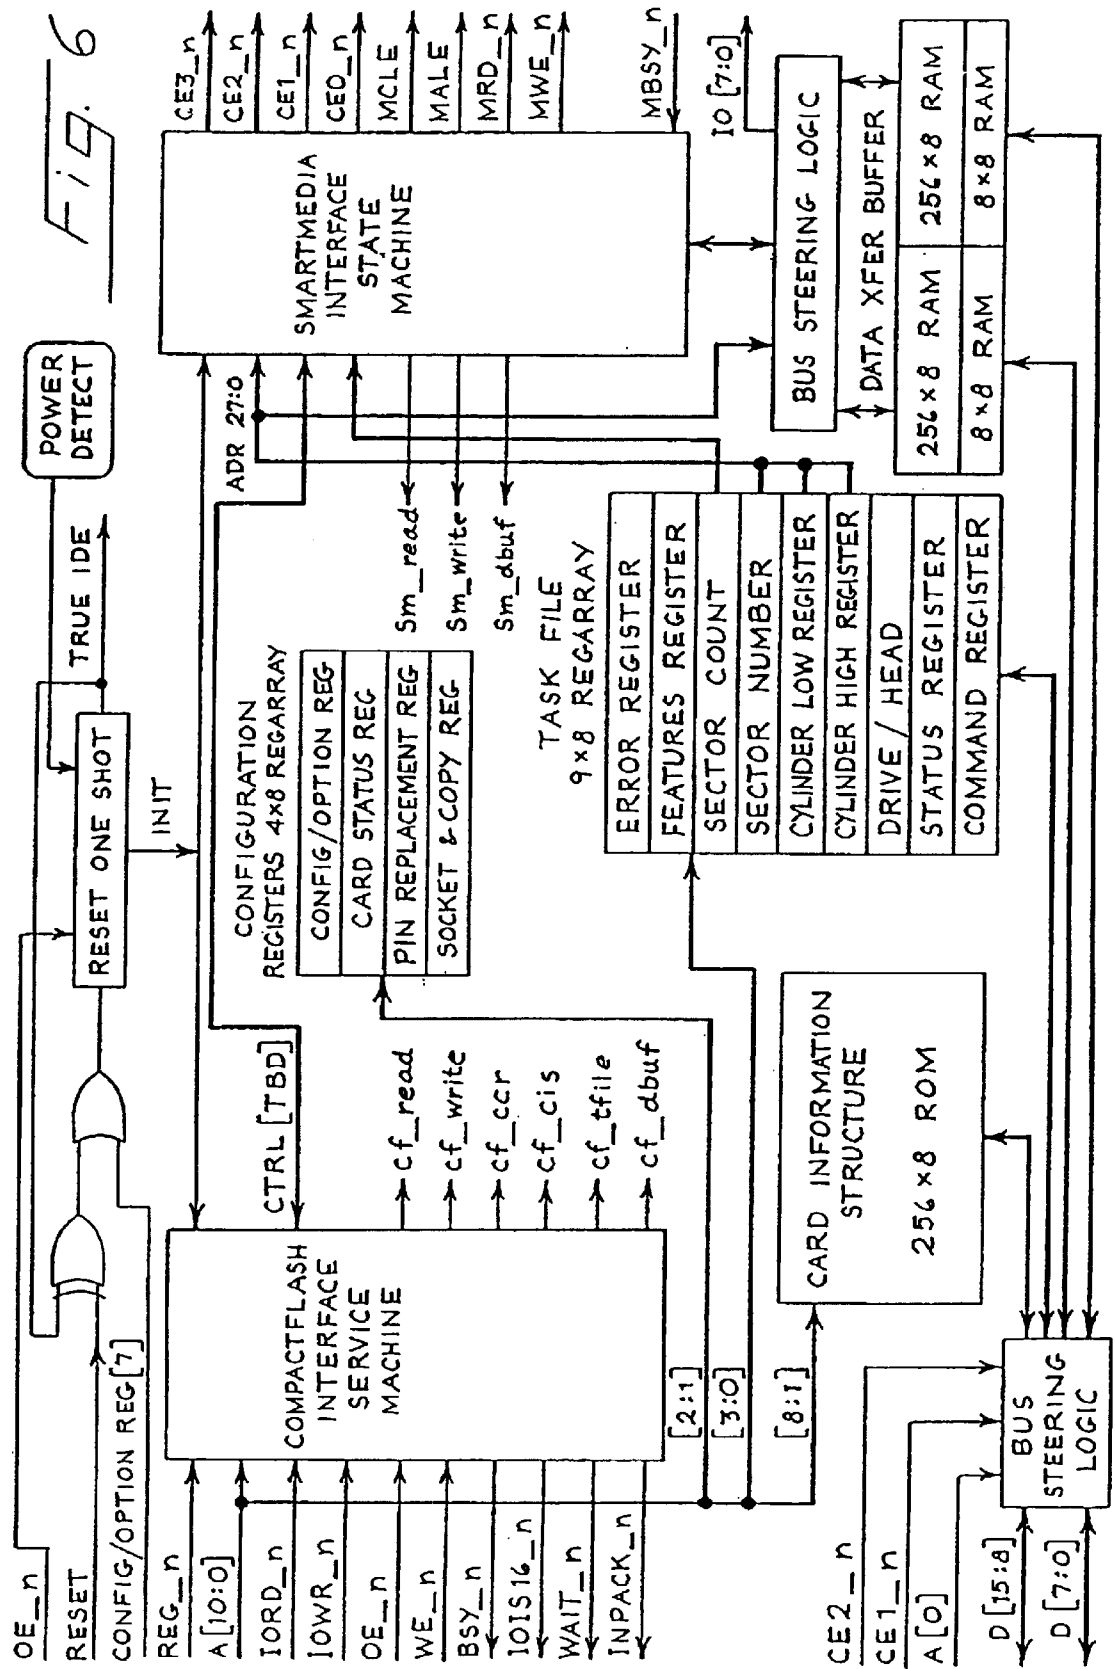 Fig. 6
OE_n
RESET
CONFIG/OPTION REG[7]
RESET ONE SHOT
TRUE IDE
POWER
DETECT
INIT
REG_n
A[10:0]
IORD_n
IOWR_n
OE_n
WE_n
BSY_n
IOIS16_n
WAIT_n
INPACK_n
COMPACTFLASH
INTERFACE
SERVICE
MACHINE
CTRL [TBD]
cf_read
cf_write
cf_ccr
cf_cis
cf_tfile
cf_dbuf
CONFIGURATION
REGISTERS 4x8 REGARRAY
CONFIG/OPTION REG
CARD STATUS REG
PIN REPLACEMENT REG
SOCKET & COPY REG
ADR 27:0
Sm_read
Sm_write
Sm_dbuf
SMARTMEDIA
INTERFACE
STATE
MACHINE
CE3_n
CE2_n
CE1_n
CE0_n
MCLE
MALE
MRD_n
MWE_n
MBSY_n
IO [7:0]
[2:1]
[3:0]
[8:1]
TASK FILE
9x8 REGARRAY
ERROR REGISTER
FEATURES REGISTER
SECTOR COUNT
SECTOR NUMBER
CYLINDER LOW REGISTER
CYLINDER HIGH REGISTER
DRIVE / HEAD
STATUS REGISTER
COMMAND REGISTER
CARD INFORMATION
STRUCTURE
256 x 8 ROM
BUS STEERING LOGIC
DATA XFER BUFFER
256 x 8 RAM
256 x 8 RAM
8 x 8 RAM
8 x 8 RAM
CE2_n
CE1_n
A[0]
D [15:8]
D [7:0]
BUS
STEERING
LOGIC